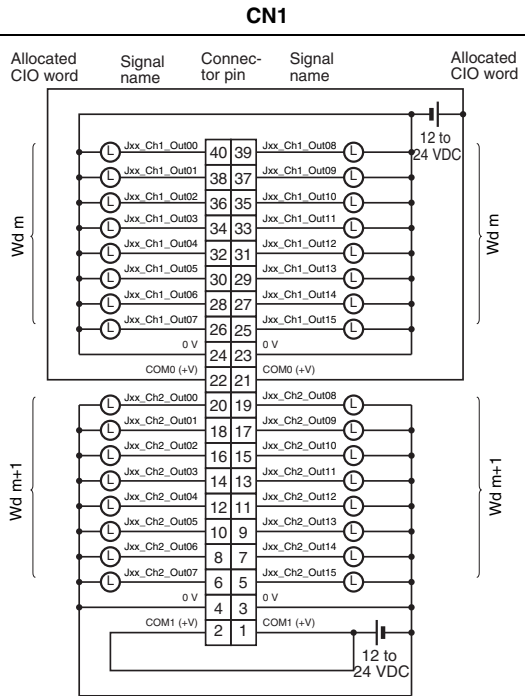 CN1
Allocated CIO word
Signal name
Connec-tor pin
Signal name
Allocated CIO word
12 to 24 VDC
Wd m
Wd m
Jxx_Ch1_Out00 40 39 Jxx_Ch1_Out08
L L
Jxx_Ch1_Out01 38 37 Jxx_Ch1_Out09
L L
Jxx_Ch1_Out02 36 35 Jxx_Ch1_Out10
L L
Jxx_Ch1_Out03 34 33 Jxx_Ch1_Out11
L L
Jxx_Ch1_Out04 32 31 Jxx_Ch1_Out12
L L
Jxx_Ch1_Out05 30 29 Jxx_Ch1_Out13
L L
Jxx_Ch1_Out06 28 27 Jxx_Ch1_Out14
L L
Jxx_Ch1_Out07 26 25 Jxx_Ch1_Out15
L L
0 V 24 23 0 V
COM0 (+V) 22 21 COM0 (+V)
Wd m+1
Wd m+1
Jxx_Ch2_Out00 20 19 Jxx_Ch2_Out08
L L
Jxx_Ch2_Out01 18 17 Jxx_Ch2_Out09
L L
Jxx_Ch2_Out02 16 15 Jxx_Ch2_Out10
L L
Jxx_Ch2_Out03 14 13 Jxx_Ch2_Out11
L L
Jxx_Ch2_Out04 12 11 Jxx_Ch2_Out12
L L
Jxx_Ch2_Out05 10 9 Jxx_Ch2_Out13
L L
Jxx_Ch2_Out06 8 7 Jxx_Ch2_Out14
L L
Jxx_Ch2_Out07 6 5 Jxx_Ch2_Out15
L L
0 V 4 3 0 V
COM1 (+V) 2 1 COM1 (+V)
12 to
24 VDC